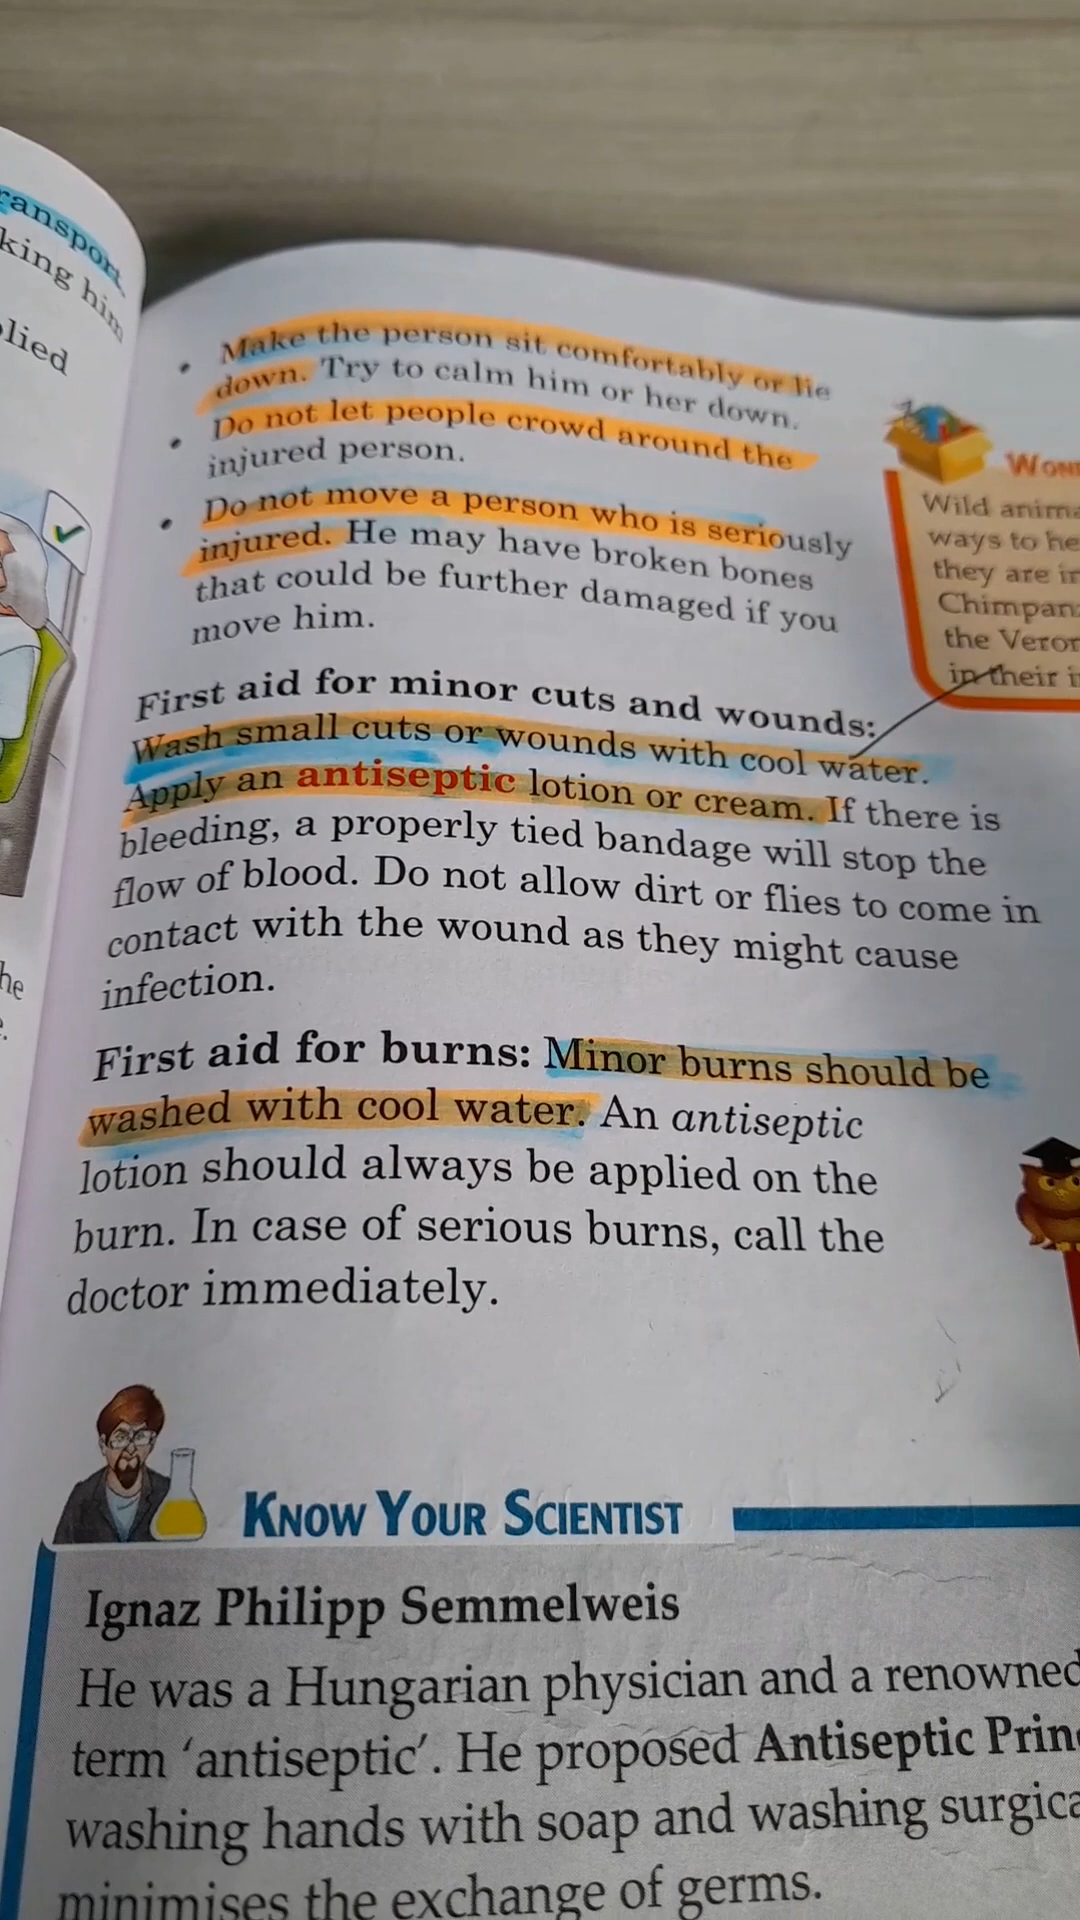 ransport
king him
lied
he
• Make the person sit comfortably or lie
down. Try to calm him or her down.
• Do not let people crowd around the
injured person.
• Do not move a person who is seriously
injured. He may have broken bones
that could be further damaged if you
move him.
First aid for minor cuts and wounds:
Wash small cuts or wounds with cool water.
Apply an antiseptic lotion or cream. If there is
bleeding, a properly tied bandage will stop the
flow of blood. Do not allow dirt or flies to come in
contact with the wound as they might cause
infection.
First aid for burns: Minor burns should be
washed with cool water. An antiseptic
lotion should always be applied on the
burn. In case of serious burns, call the
doctor immediately.
WON
Wild anima
ways to he
they are in
Chimpan
the Veron
in their i
KNOW YOUR SCIENTIST
Ignaz Philipp Semmelweis
He was a Hungarian physician and a renowned
term ‘antiseptic’. He proposed Antiseptic Prin
washing hands with soap and washing surgica
minimises the exchange of germs.